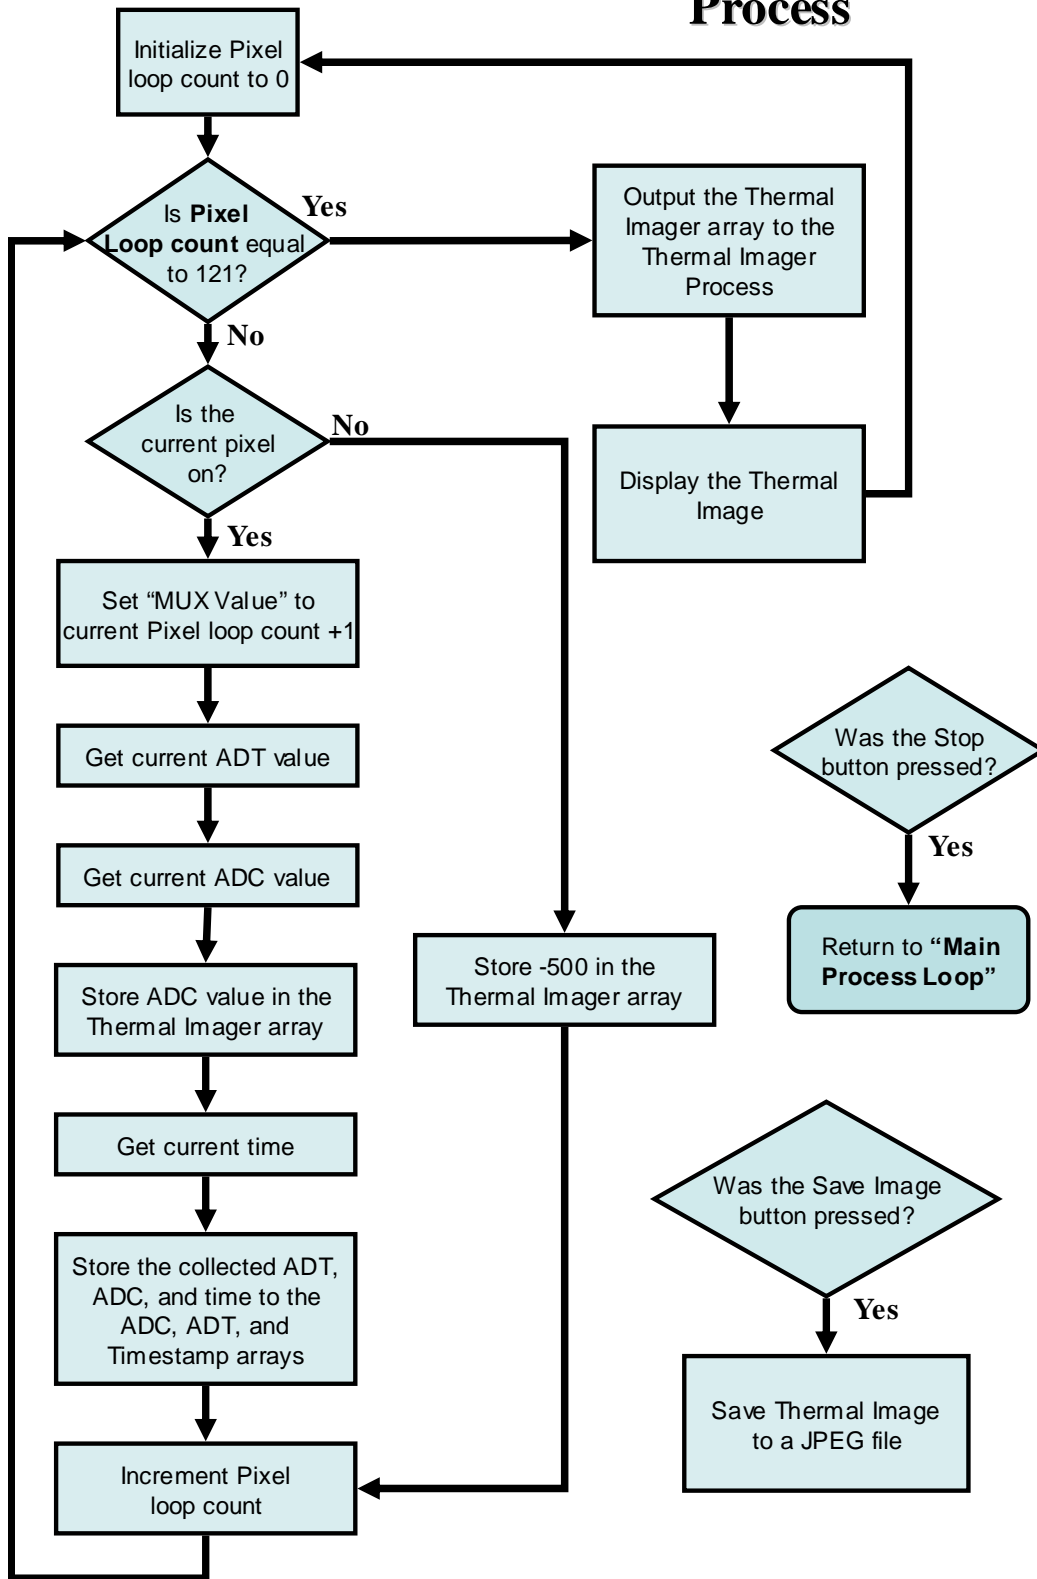 Process
Initialize Pixel
loop count to 0
Is Pixel
Loop count equal
to 121?
Yes
Output the Thermal
Imager array to the
Thermal Imager
Process
No
Is the
current pixel
on?
No
Display the Thermal
Image
Yes
Set “MUX Value” to
current Pixel loop count +1
Get current ADT value
Was the Stop
button pressed?
Yes
Get current ADC value
Return to “Main
Process Loop”
Store ADC value in the
Thermal Imager array
Store -500 in the
Thermal Imager array
Get current time
Was the Save Image
button pressed?
Yes
Store the collected ADT,
ADC, and time to the
ADC, ADT, and
Timestamp arrays
Save Thermal Image
to a JPEG file
Increment Pixel
loop count